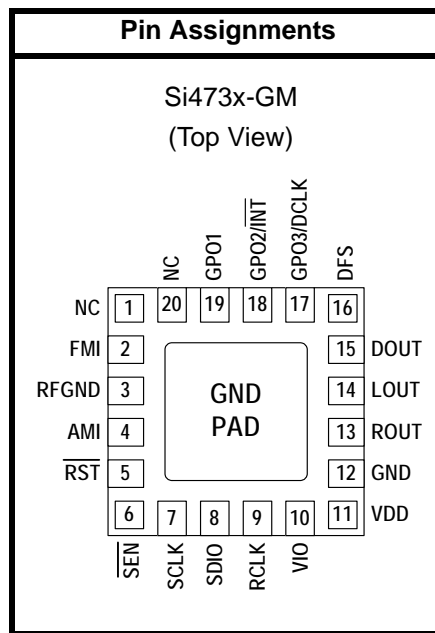 Pin Assignments
Si473x-GM
(Top View)
NC
GPO1
GPO2/INT
GPO3/DCLK
DFS
NC 1 20 19 18 17 16
FMI 2 15 DOUT
RFGND 3 GND 14 LOUT
AMI 4 PAD 13 ROUT
RST 5 12 GND
6 7 8 9 10 11 VDD
SEN
SCLK
SDIO
RCLK
VIO